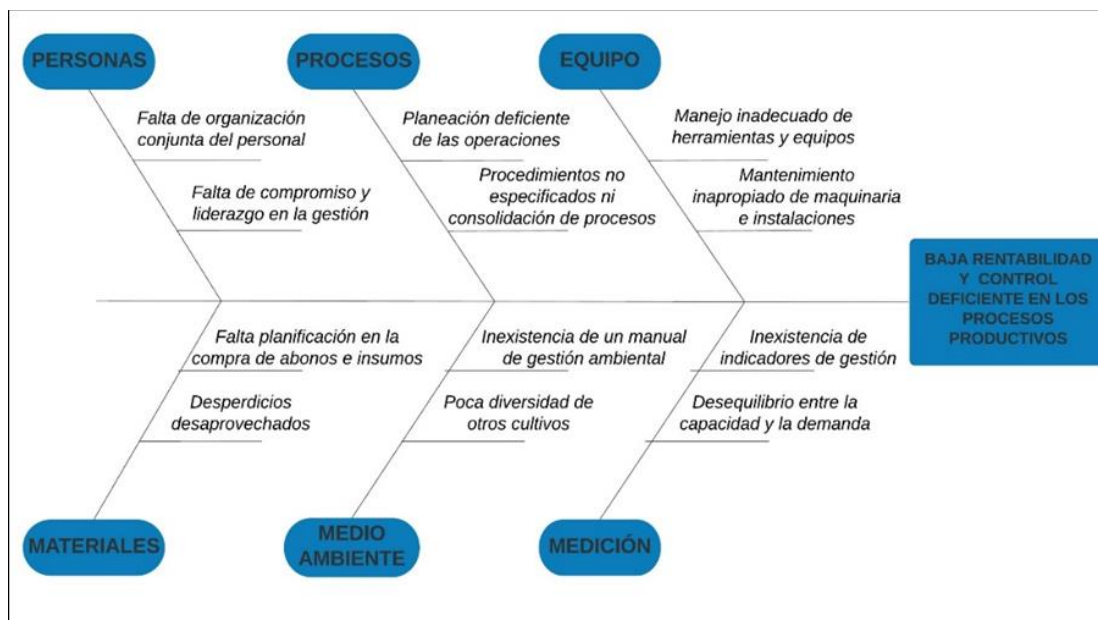 PERSONAS
PROCESOS
EQUIPO
Falta de organización
conjunta del personal
Falta de compromiso y
liderazgo en la gestión
Planeación deficiente
de las operaciones
Procedimientos no
especificados ni
consolidación de procesos
Manejo inadecuado de
herramientas y equipos
Mantenimiento
inapropiado de maquinaria
e instalaciones
BAJA RENTABILIDAD
Y CONTROL
DEFICIENTE EN LOS
PROCESOS
PRODUCTIVOS
Falta planificación en la
compra de abonos e insumos
Desperdicios
desaprovechados
Inexistencia de un manual
de gestión ambiental
Poca diversidad de
otros cultivos
Inexistencia de
indicadores de gestión
Desequilibrio entre la
capacidad y la demanda
MATERIALES
MEDIO
AMBIENTE
MEDICIÓN